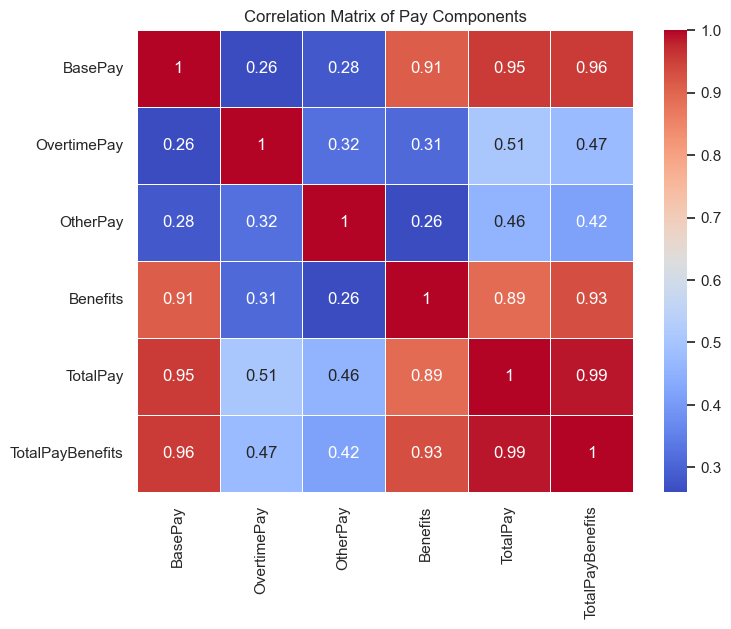 Correlation Matrix of Pay Components
BasePay 1 0.26 0.28 0.91 0.95 0.96
OvertimePay 0.26 1 0.32 0.31 0.51 0.47
OtherPay 0.28 0.32 1 0.26 0.46 0.42
Benefits 0.91 0.31 0.26 1 0.89 0.93
TotalPay 0.95 0.51 0.46 0.89 1 0.99
TotalPayBenefits 0.96 0.47 0.42 0.93 0.99 1
BasePay
OvertimePay
OtherPay
Benefits
TotalPay
TotalPayBenefits
1.0
0.9
0.8
0.7
0.6
0.5
0.4
0.3